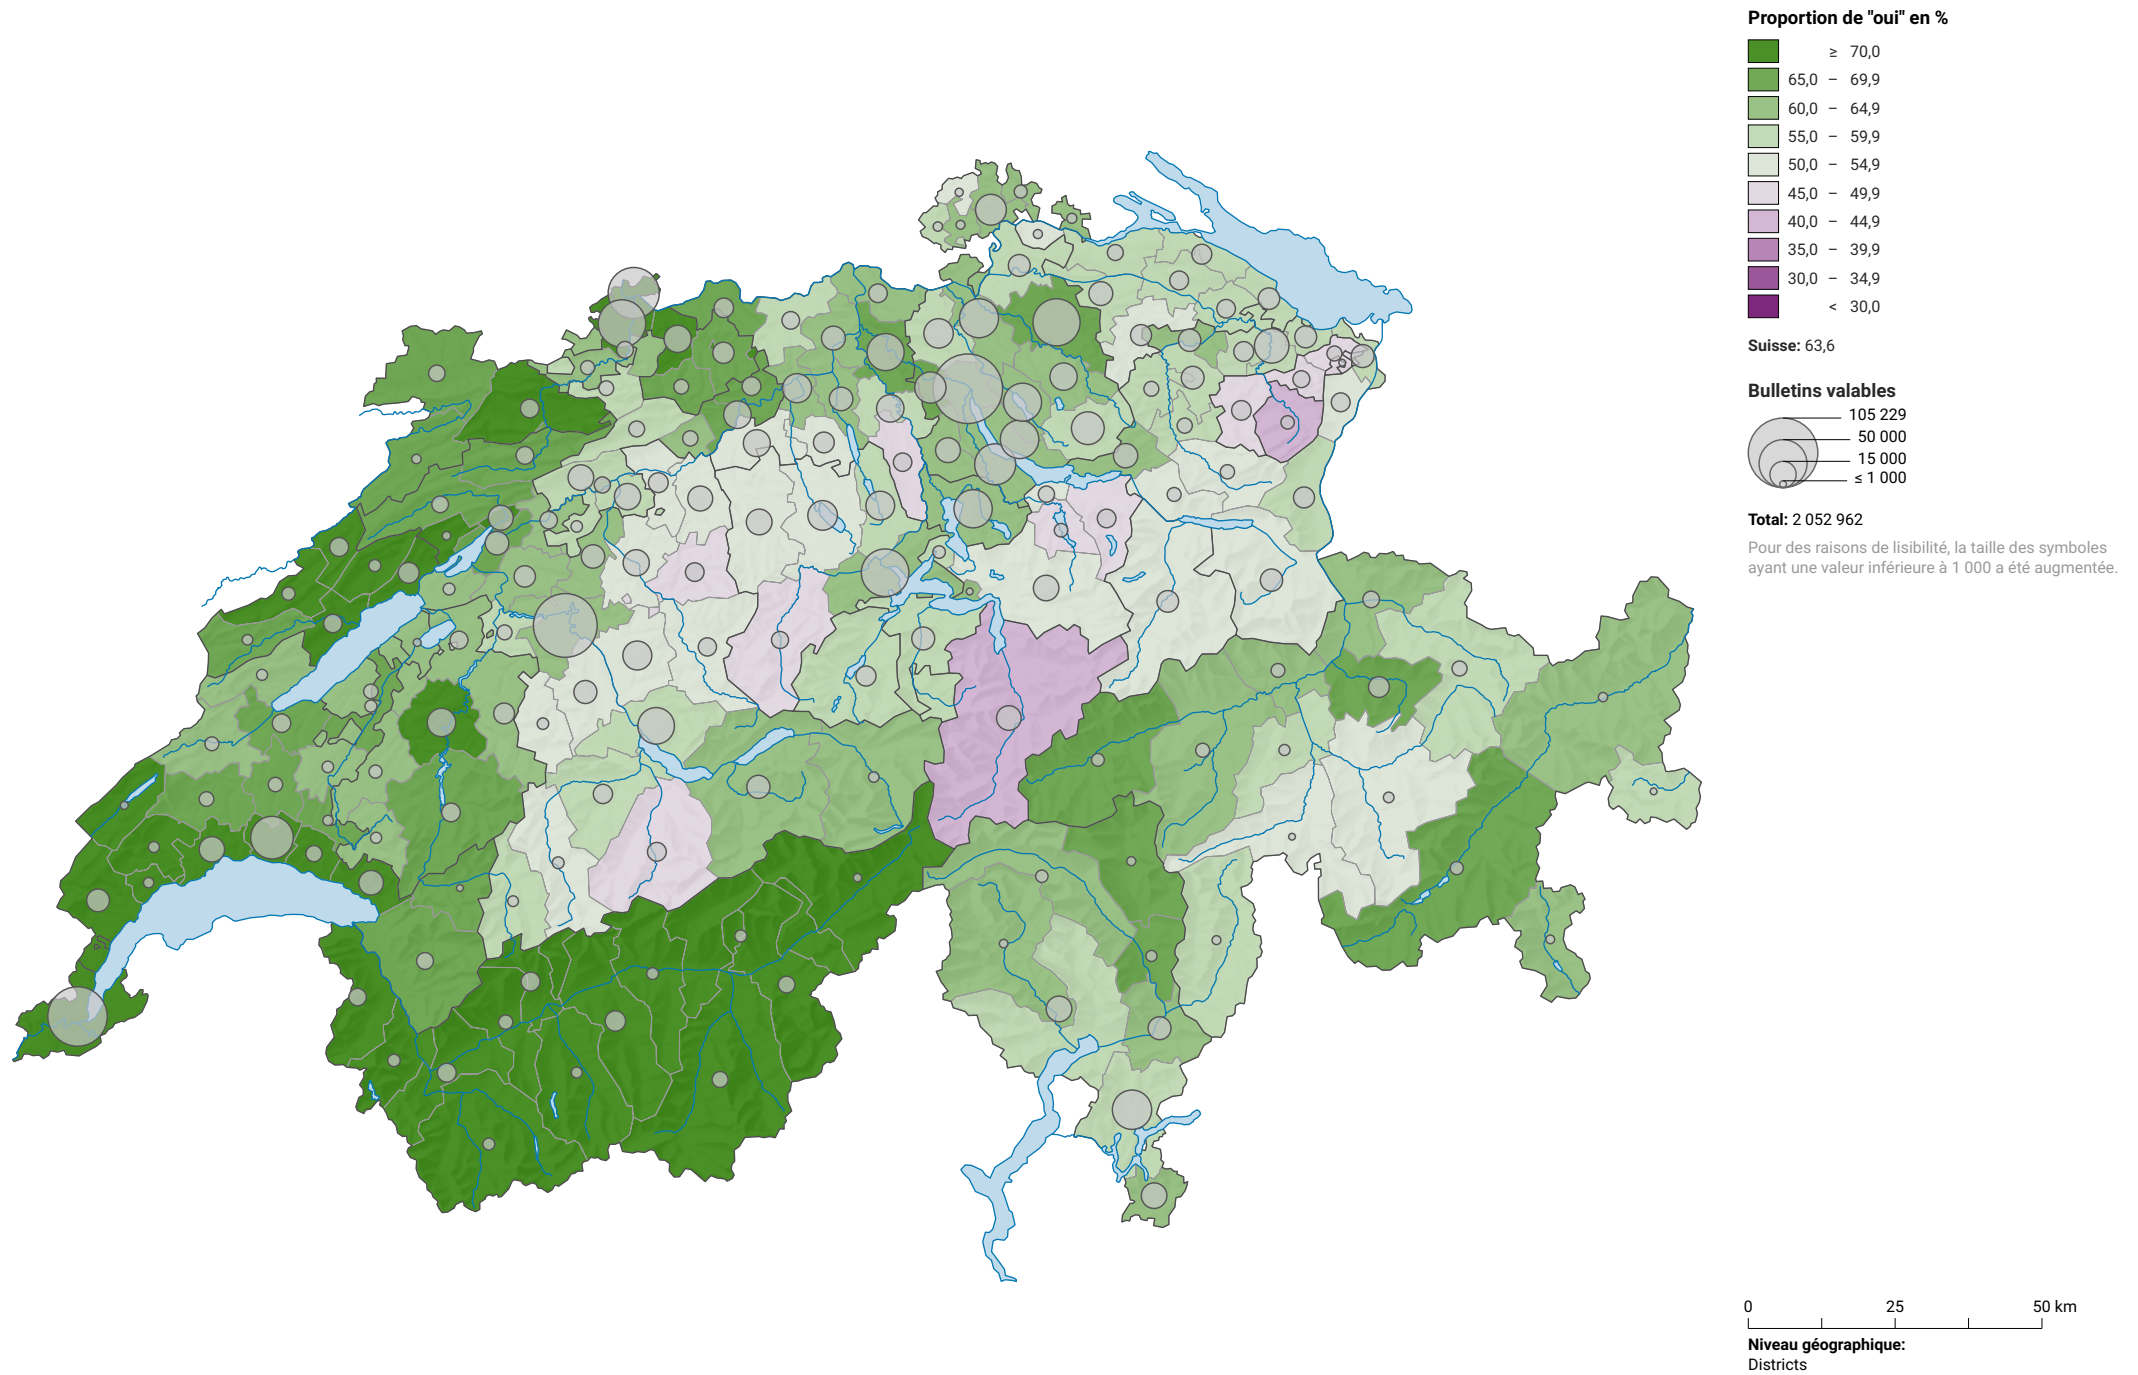 Proportion de "oui" en %
≥ 70,0
65,0 – 69,9
60,0 – 64,9
55,0 – 59,9
50,0 – 54,9
45,0 – 49,9
40,0 – 44,9
35,0 – 39,9
30,0 – 34,9
< 30,0
Suisse: 63,6
Bulletins valables
105 229
50 000
15 000
≤ 1 000
Total: 2 052 962
Pour des raisons de lisibilité, la taille des symboles
ayant une valeur inférieure à 1 000 a été augmentée.
0 25 50 km
Niveau géographique:
Districts